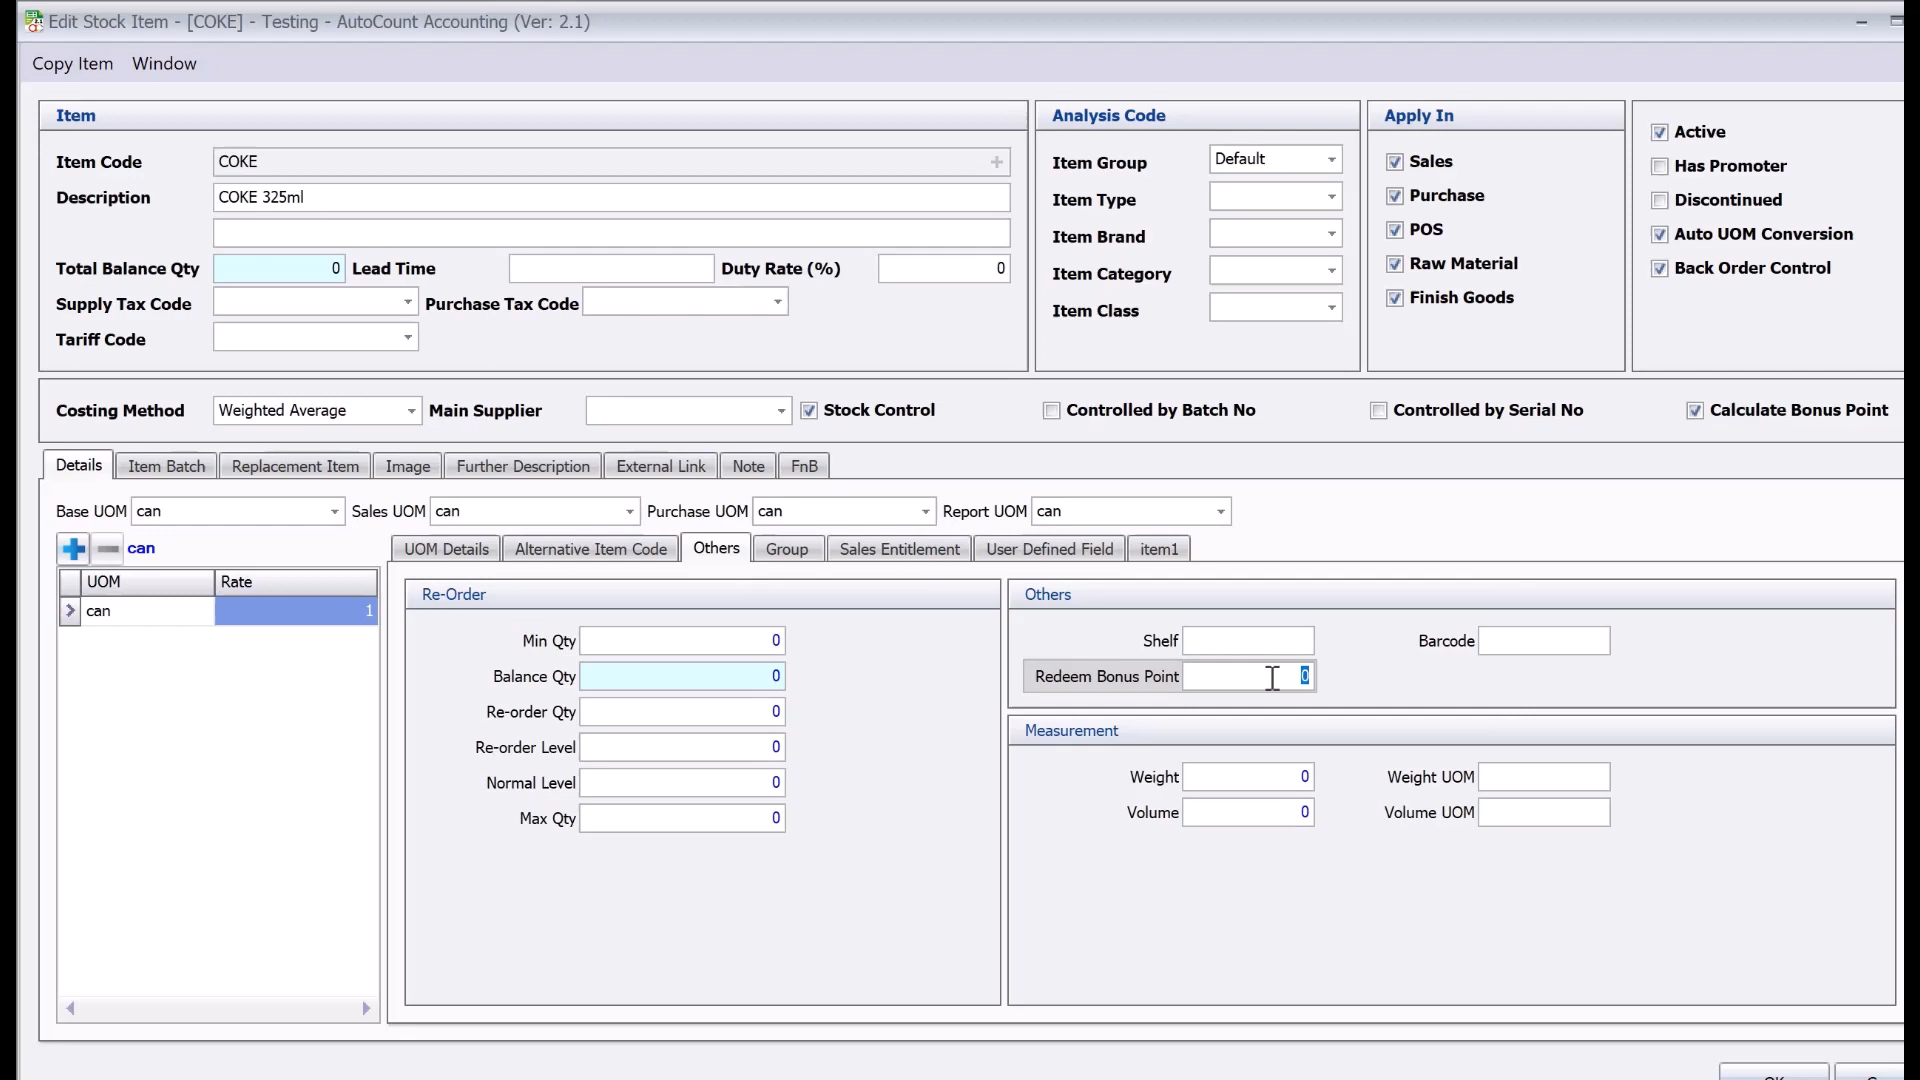 Edit Stock Item - [COKE] - Testing - AutoCount Accounting (Ver: 2.1)
Copy Item Window
Item
Item Code COKE
Description COKE 325ml
Total Balance Qty 0 Lead Time Duty Rate (%) 0
Supply Tax Code Purchase Tax Code
Tariff Code
Analysis Code
Item Group Default
Item Type
Item Brand
Item Category
Item Class
Apply In
Sales
Purchase
POS
Raw Material
Finish Goods
Active
Has Promoter
Discontinued
Auto UOM Conversion
Back Order Control
Costing Method Weighted Average Main Supplier Stock Control Controlled by Batch No Controlled by Serial No Calculate Bonus Point
Details Item Batch Replacement Item Image Further Description External Link Note FnB
Base UOM can Sales UOM can Purchase UOM can Report UOM can
can
UOM Rate
can 1
UOM Details Alternative Item Code Others Group Sales Entitlement User Defined Field item1
Re-Order
Min Qty 0
Balance Qty 0
Re-order Qty 0
Re-order Level 0
Normal Level 0
Max Qty 0
Others
Shelf Barcode
Redeem Bonus Point 0
Measurement
Weight 0 Weight UOM
Volume 0 Volume UOM